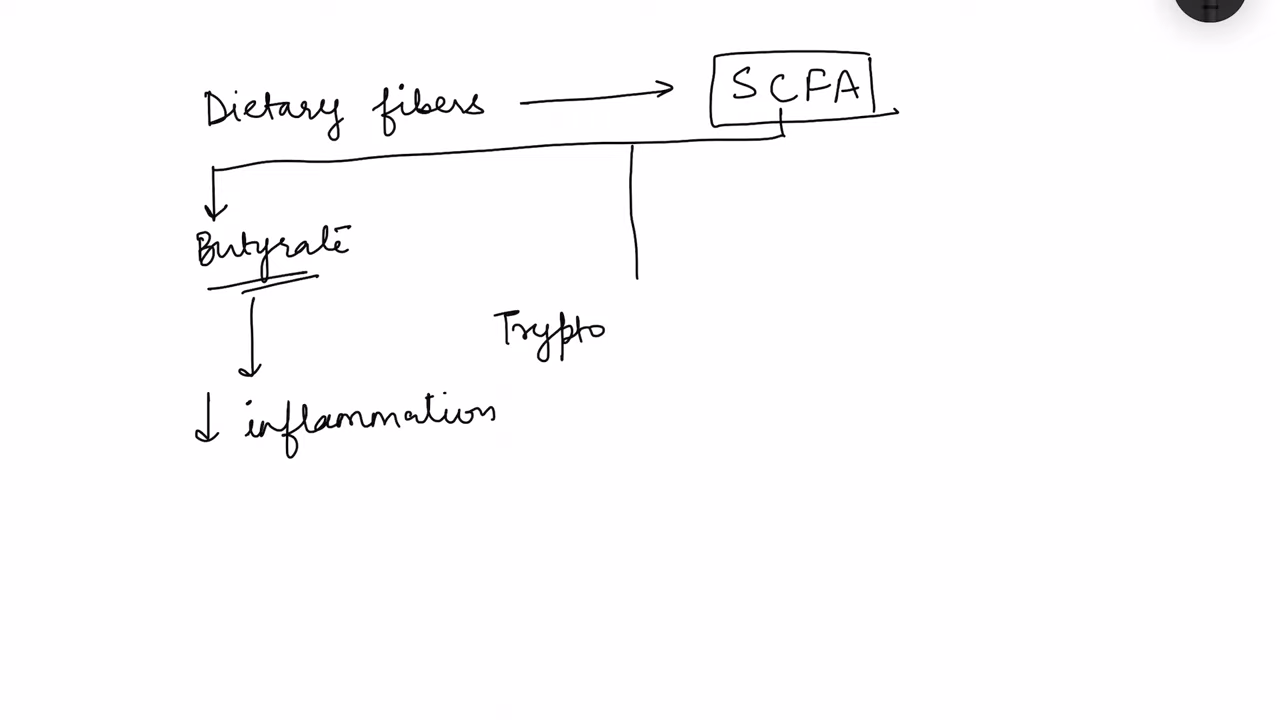 Dietary fibers → SCFA
Butyrate
Trypto
↓ inflammation